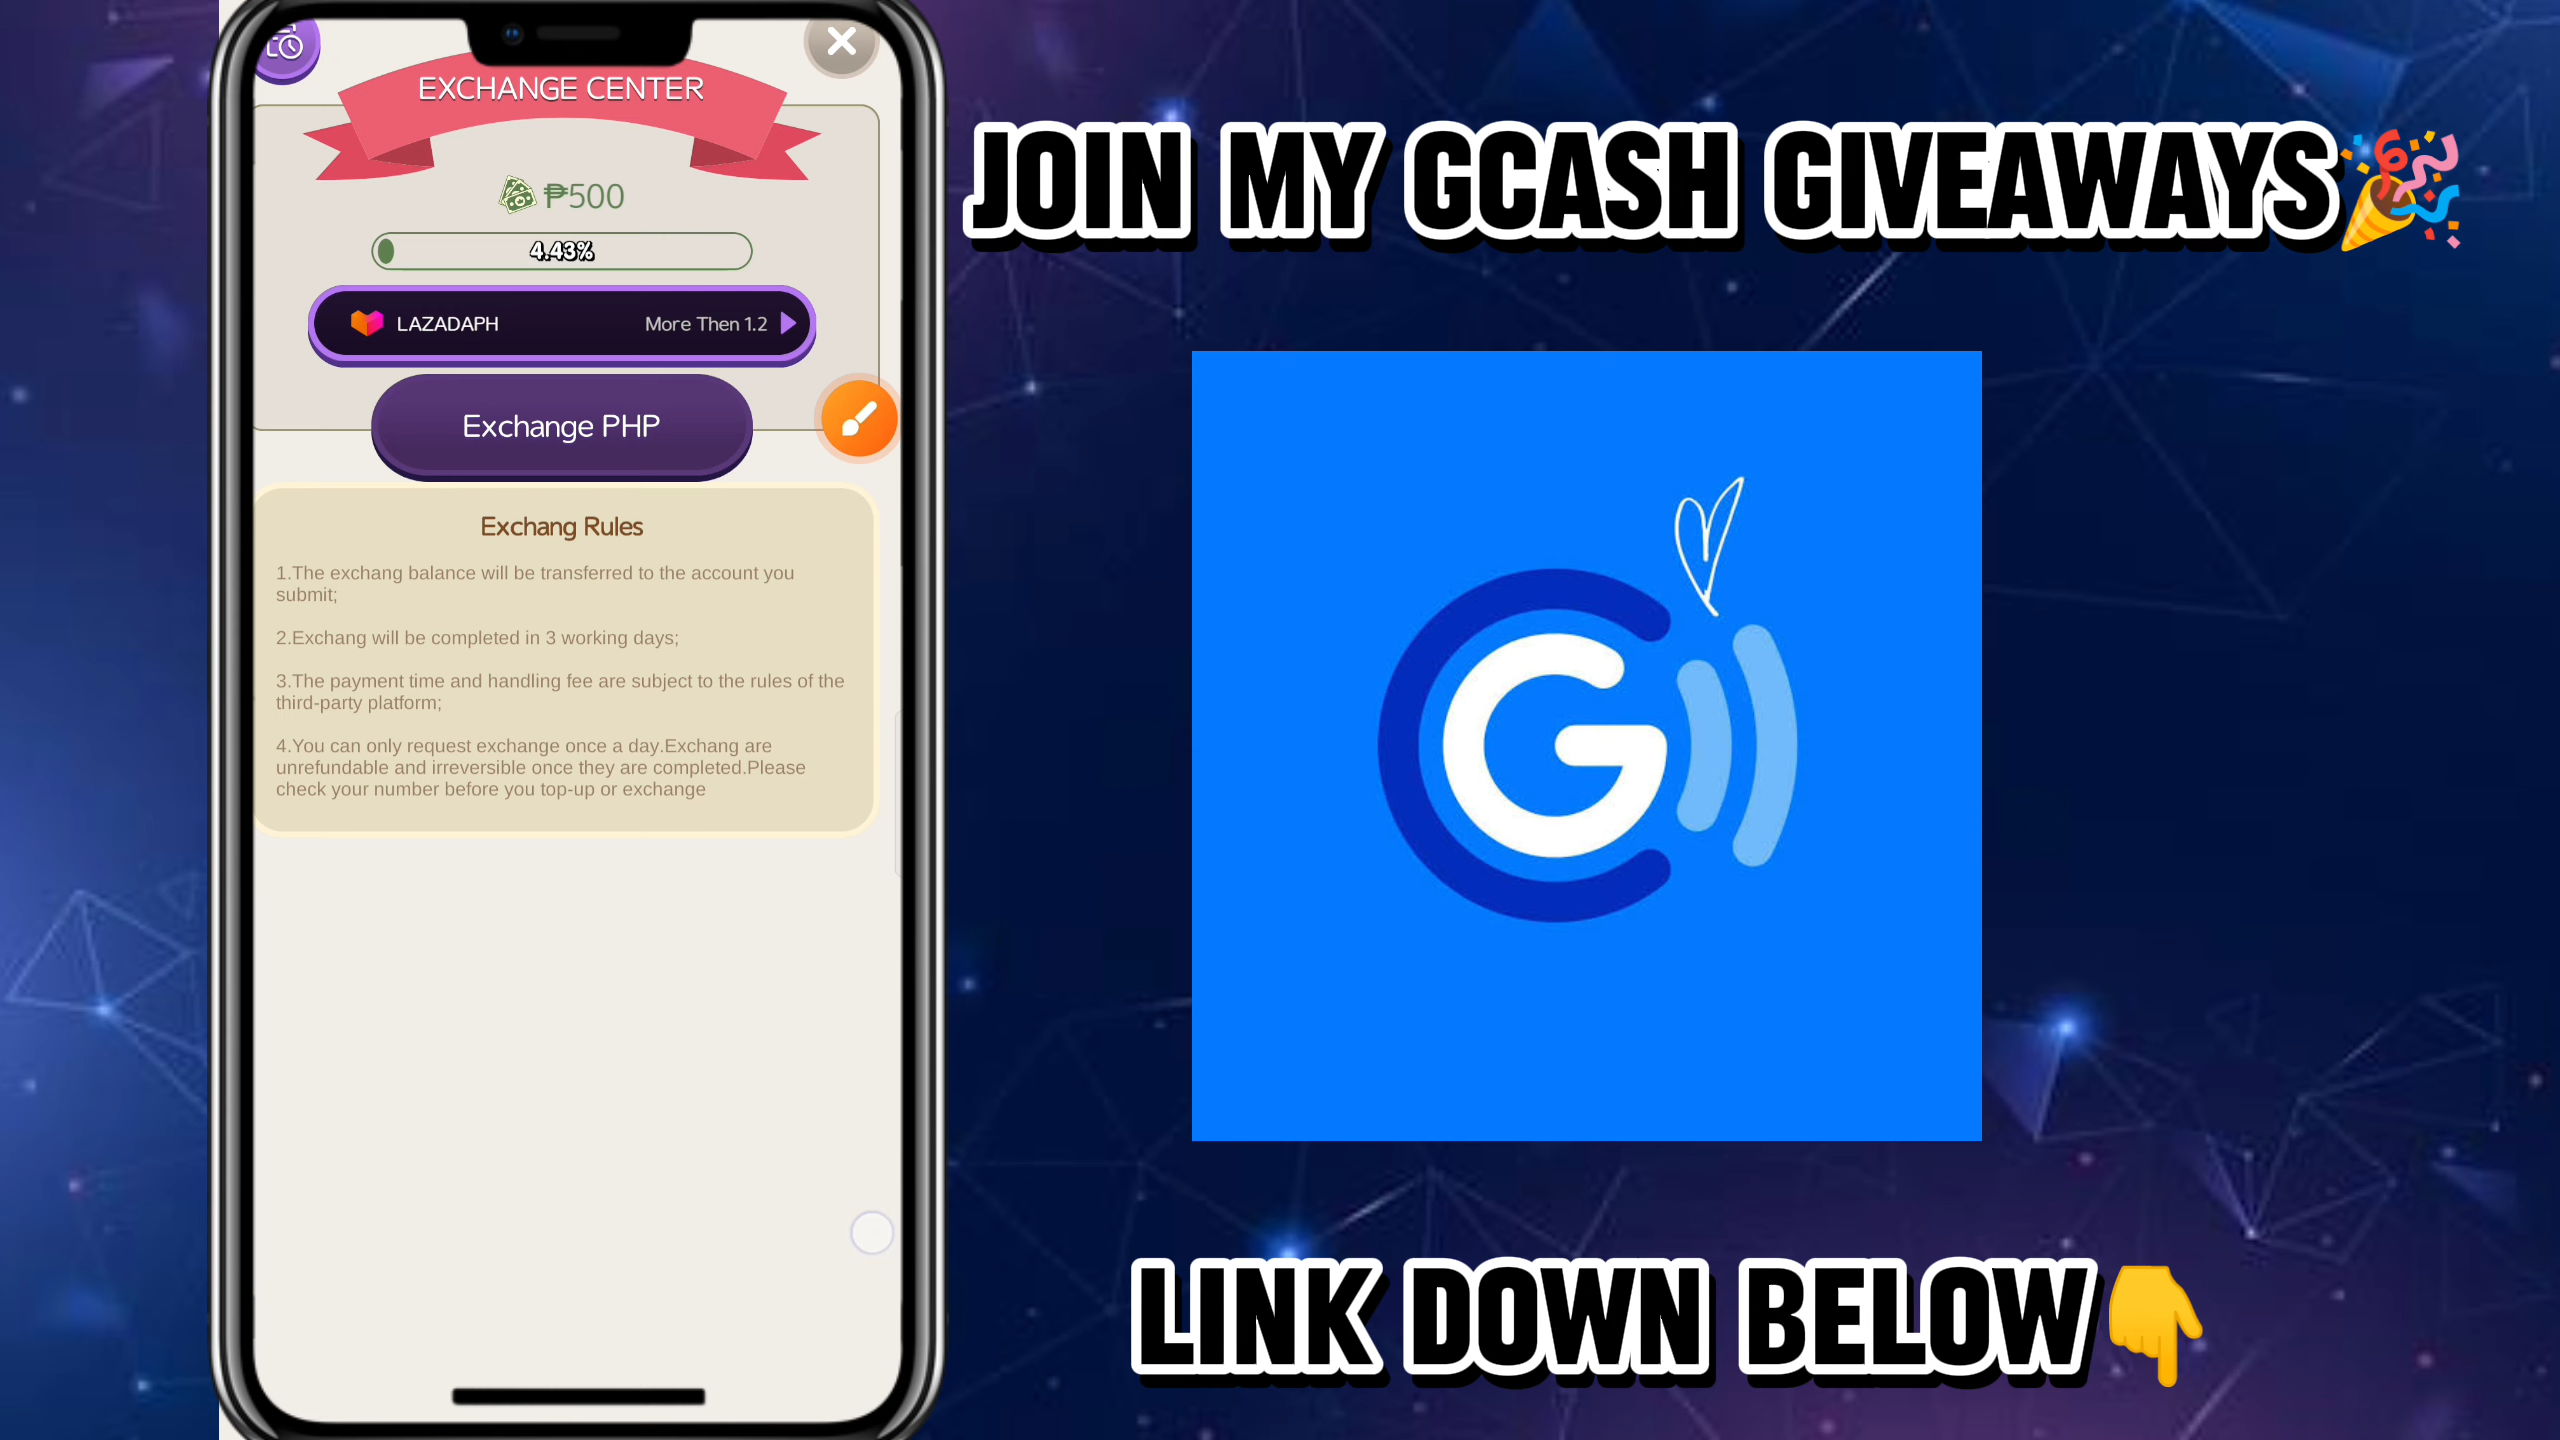 EXCHANGE CENTER
₱500
4.43%
LAZADAPH More Then 1.2
Exchange PHP
Exchang Rules
1.The exchang balance will be transferred to the account you
submit;
2.Exchang will be completed in 3 working days;
3.The payment time and handling fee are subject to the rules of the
third-party platform;
4.You can only request exchange once a day.Exchang are
unrefundable and irreversible once they are completed.Please
check your number before you top-up or exchange
JOIN MY GCASH GIVEAWAYS🎉
G
LINK DOWN BELOW👇